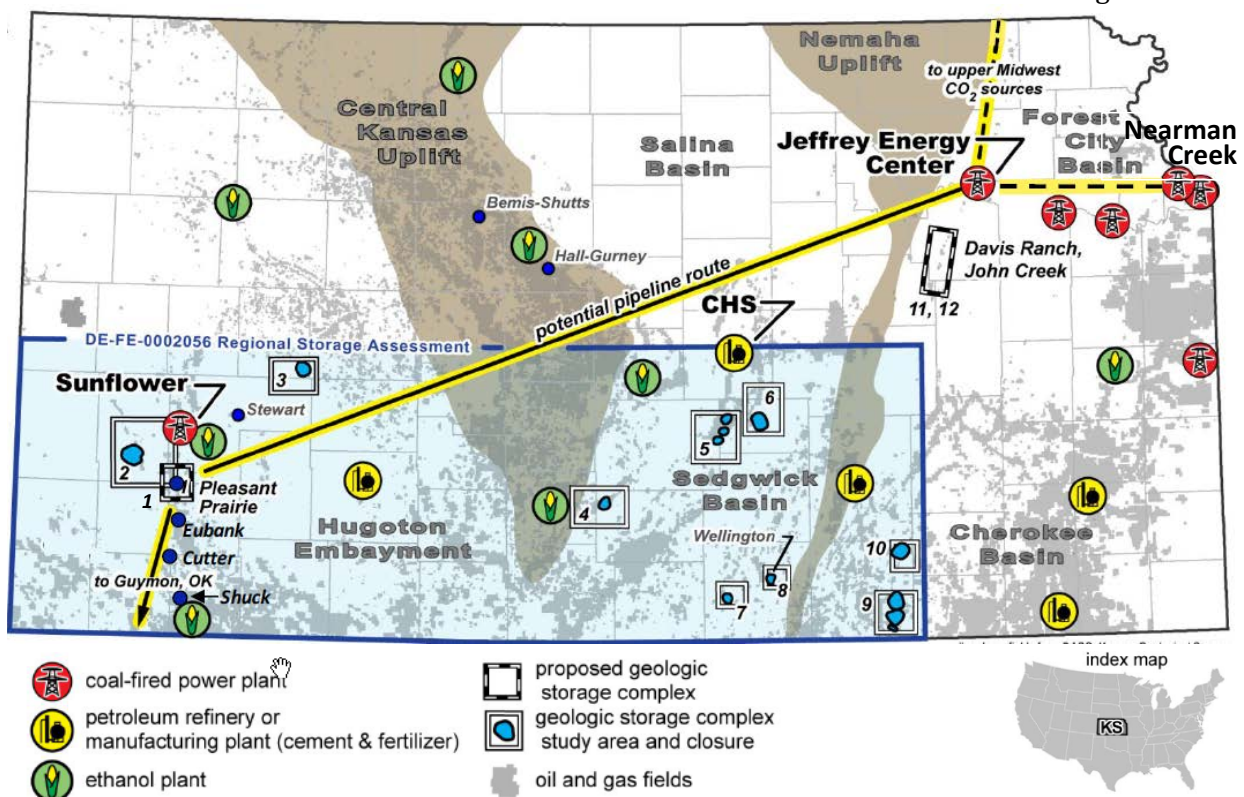 Nemaha
Uplift
to upper Midwest
CO2 sources
Central
Kansas
Uplift
Salina
Basin
Forest
City
Basin
Jeffrey Energy
Center
Nearman
Creek
Bemis-Shutts
Hall-Gurney
Davis Ranch,
John Creek
11, 12
potential pipeline route
CHS
DE-FE-0002056 Regional Storage Assessment
Sunflower
3
Stewart
2
1
Pleasant
Prairie
Eubank
Cutter
to Guymon, OK
Shuck
Hugoton
Embayment
4
5
6
Sedgwick
Basin
Wellington
7
8
10
9
Cherokee
Basin
coal-fired power plant
petroleum refinery or
manufacturing plant (cement & fertilizer)
ethanol plant
proposed geologic
storage complex
geologic storage complex
study area and closure
oil and gas fields
index map
KS